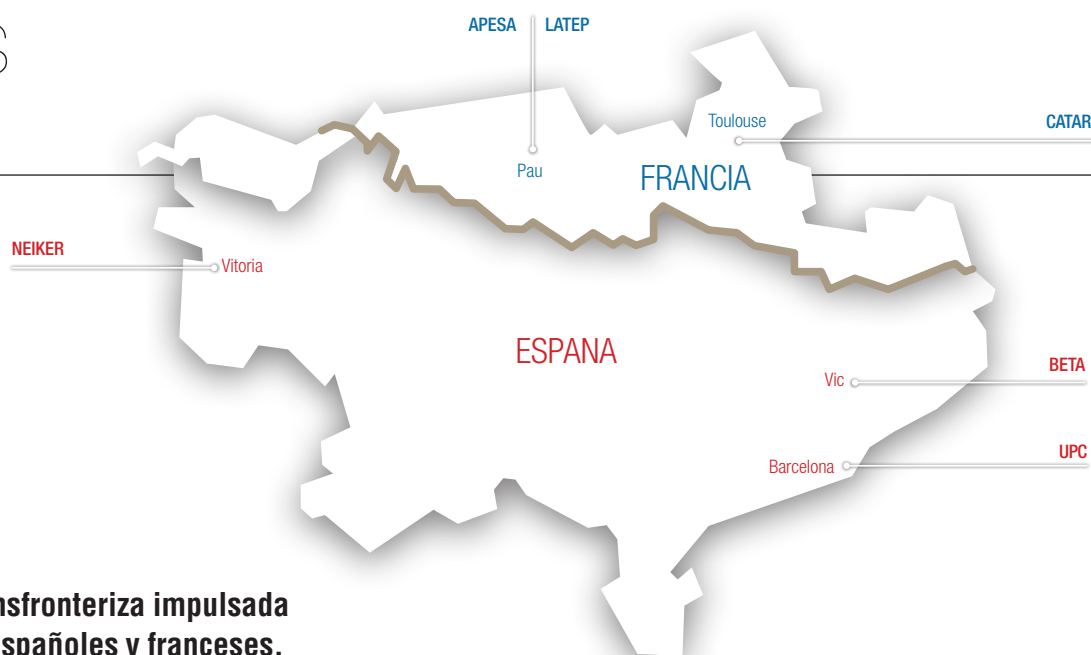 S
APESA LATEP
Toulouse
CATAR
Pau
FRANCIA
NEIKER
Vitoria
ESPANA
BETA
Vic
UPC
Barcelona
nsfronteriza impulsada
spañoles y franceses.